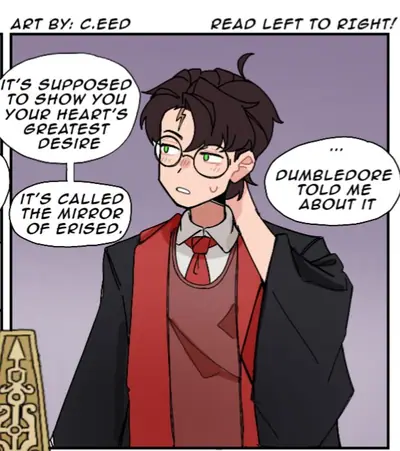 ART BY: C.EED
READ LEFT TO RIGHT!
IT'S SUPPOSED
TO SHOW YOU
YOUR HEART'S
GREATEST
DESIRE
IT'S CALLED
THE MIRROR
OF ERISED.
...
DUMBLEDORE
TOLD ME
ABOUT IT